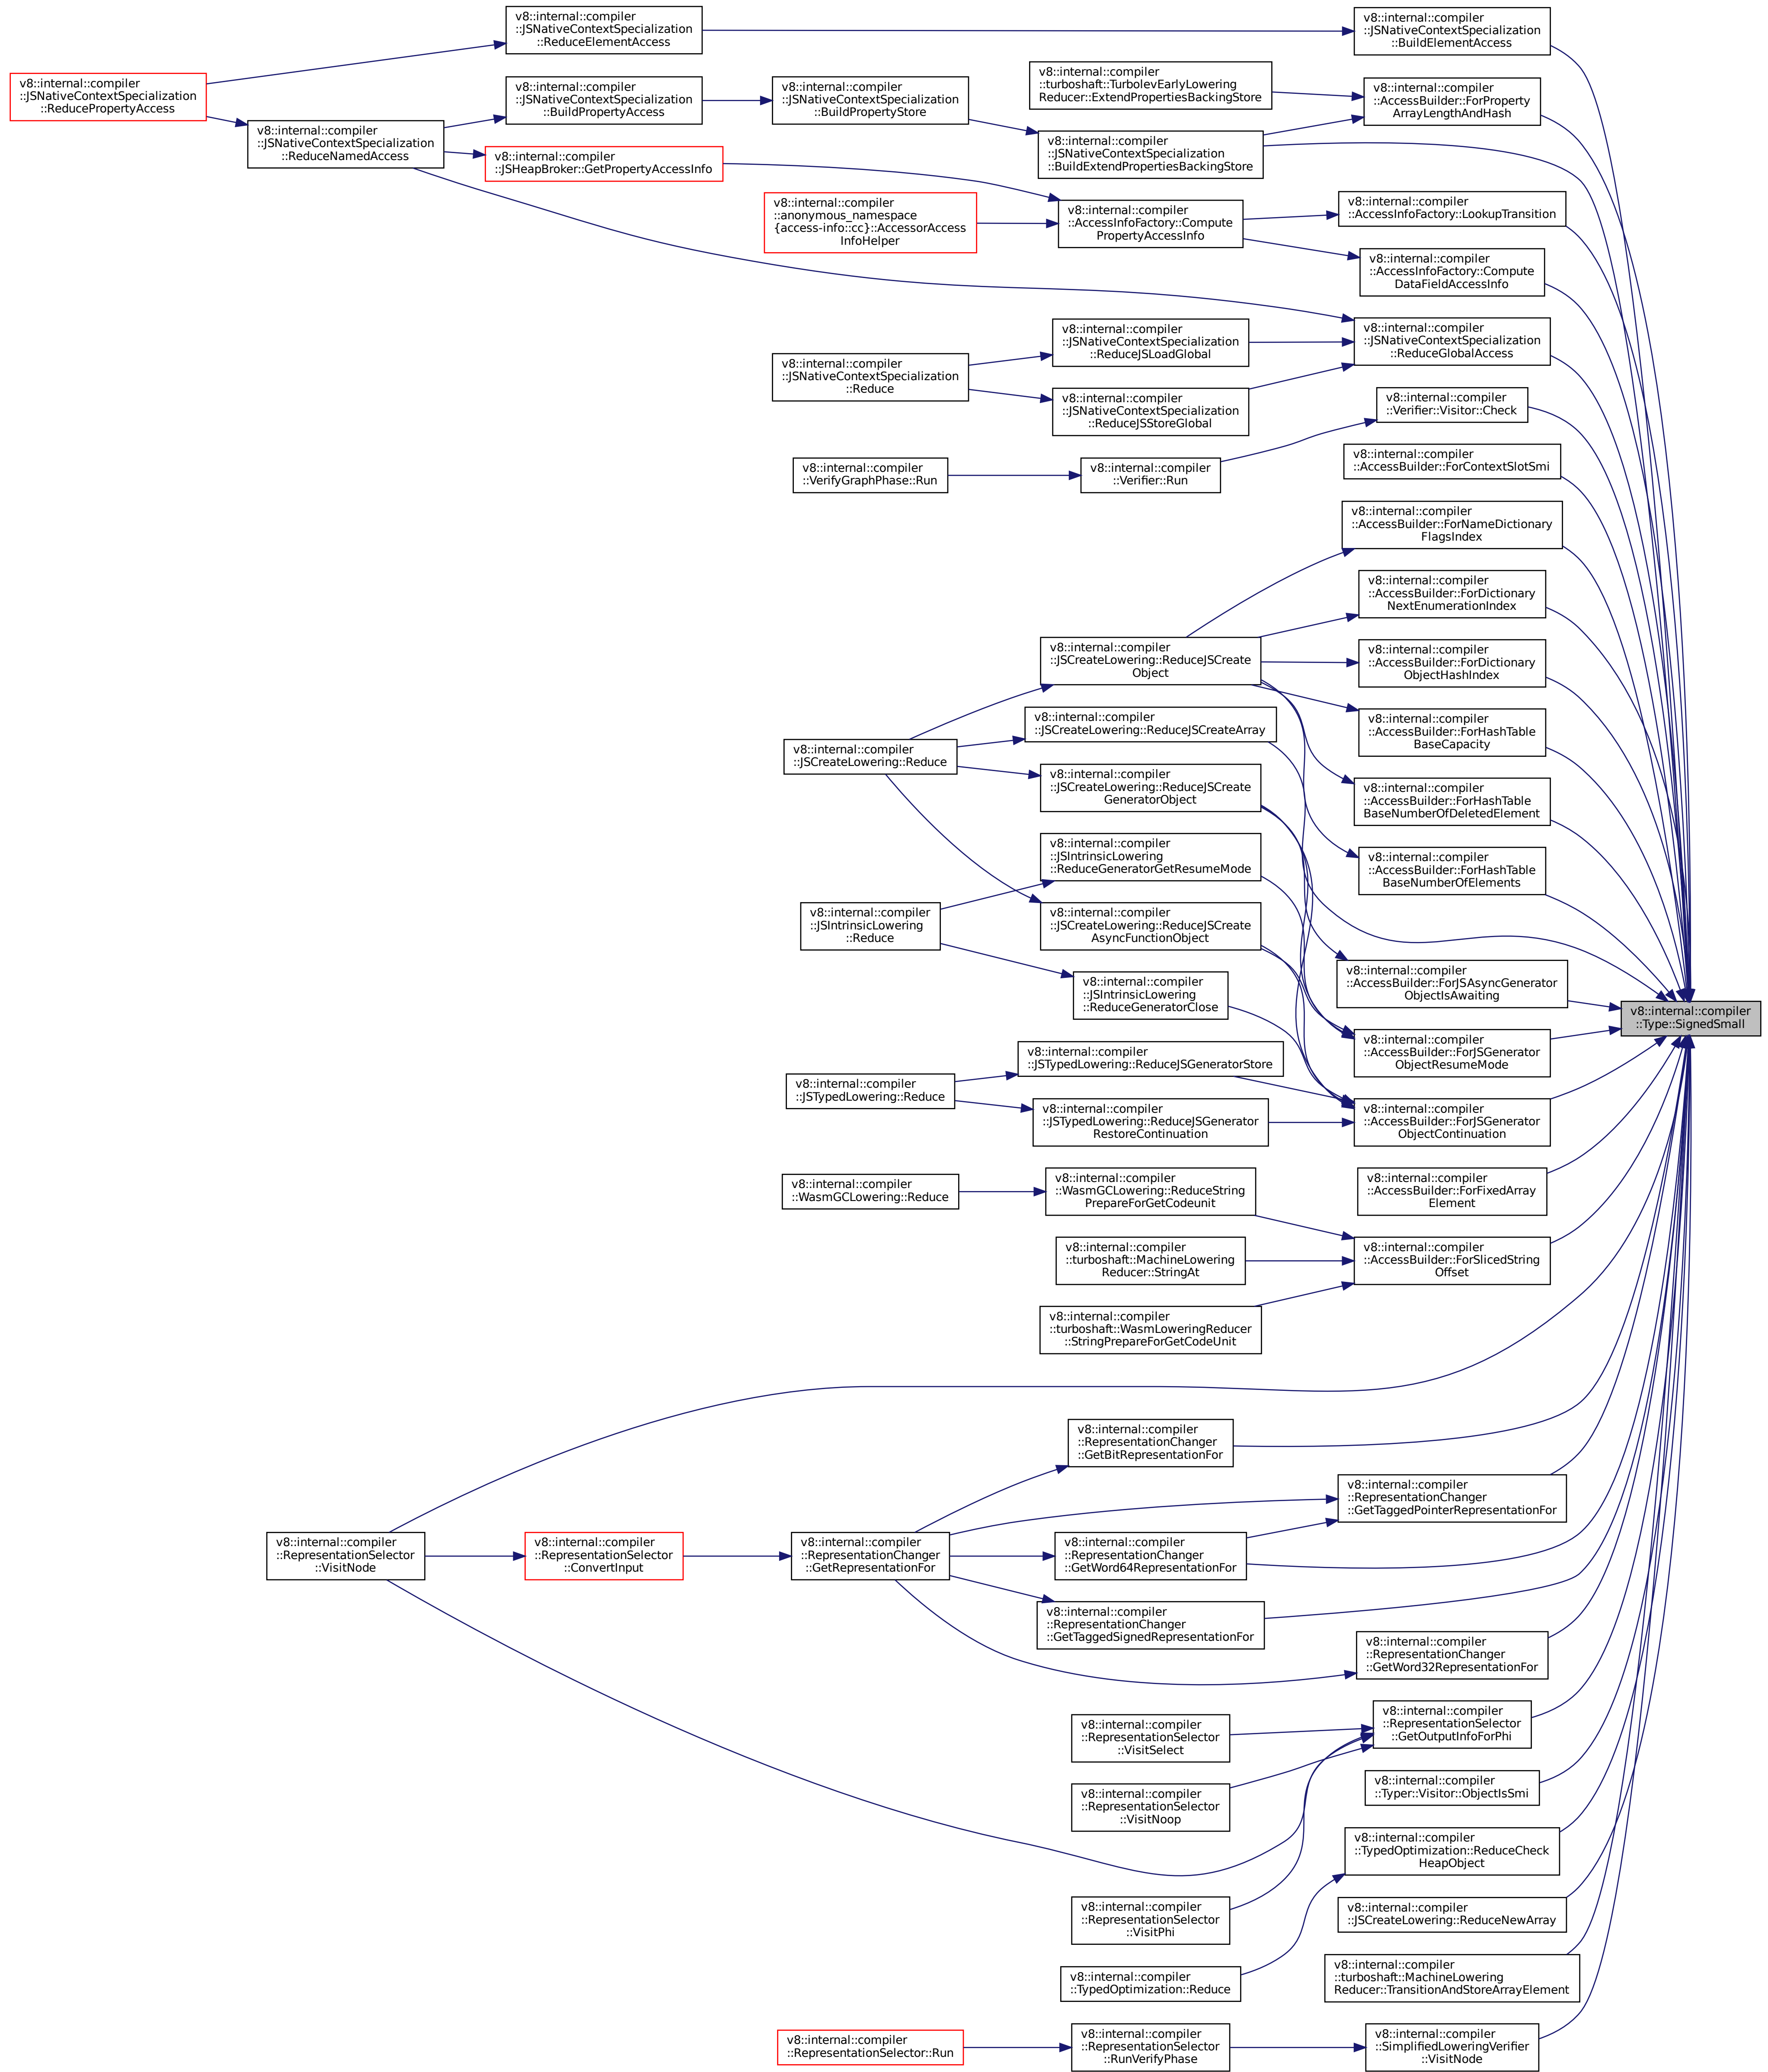 v8::internal::compiler
::JSNativeContextSpecialization
::ReduceElementAccess
v8::internal::compiler
::JSNativeContextSpecialization
::BuildElementAccess
v8::internal::compiler
::JSNativeContextSpecialization
::ReducePropertyAccess
v8::internal::compiler
::JSNativeContextSpecialization
::BuildPropertyAccess
v8::internal::compiler
::JSNativeContextSpecialization
::BuildPropertyStore
v8::internal::compiler
::turboshaft::TurbolevEarlyLowering
Reducer::ExtendPropertiesBackingStore
v8::internal::compiler
::AccessBuilder::ForProperty
ArrayLengthAndHash
v8::internal::compiler
::JSNativeContextSpecialization
::ReduceNamedAccess
v8::internal::compiler
::JSHeapBroker::GetPropertyAccessInfo
v8::internal::compiler
::JSNativeContextSpecialization
::BuildExtendPropertiesBackingStore
v8::internal::compiler
::anonymous_namespace
{access-info::cc}::AccessorAccess
InfoHelper
v8::internal::compiler
::AccessInfoFactory::Compute
PropertyAccessInfo
v8::internal::compiler
::AccessInfoFactory::LookupTransition
v8::internal::compiler
::AccessInfoFactory::Compute
DataFieldAccessInfo
v8::internal::compiler
::JSNativeContextSpecialization
::ReduceJSLoadGlobal
v8::internal::compiler
::JSNativeContextSpecialization
::ReduceGlobalAccess
v8::internal::compiler
::JSNativeContextSpecialization
::Reduce
v8::internal::compiler
::JSNativeContextSpecialization
::ReduceJSStoreGlobal
v8::internal::compiler
::Verifier::Visitor::Check
v8::internal::compiler
::VerifyGraphPhase::Run
v8::internal::compiler
::Verifier::Run
v8::internal::compiler
::AccessBuilder::ForContextSlotSmi
v8::internal::compiler
::AccessBuilder::ForNameDictionary
FlagsIndex
v8::internal::compiler
::AccessBuilder::ForDictionary
NextEnumerationIndex
v8::internal::compiler
::JSCreateLowering::ReduceJSCreate
Object
v8::internal::compiler
::AccessBuilder::ForDictionary
ObjectHashIndex
v8::internal::compiler
::JSCreateLowering::ReduceJSCreateArray
v8::internal::compiler
::AccessBuilder::ForHashTable
BaseCapacity
v8::internal::compiler
::JSCreateLowering::Reduce
v8::internal::compiler
::JSCreateLowering::ReduceJSCreate
GeneratorObject
v8::internal::compiler
::AccessBuilder::ForHashTable
BaseNumberOfDeletedElement
v8::internal::compiler
::JSIntrinsicLowering
::ReduceGeneratorGetResumeMode
v8::internal::compiler
::AccessBuilder::ForHashTable
BaseNumberOfElements
v8::internal::compiler
::JSIntrinsicLowering
::Reduce
v8::internal::compiler
::JSCreateLowering::ReduceJSCreate
AsyncFunctionObject
v8::internal::compiler
::JSIntrinsicLowering
::ReduceGeneratorClose
v8::internal::compiler
::AccessBuilder::ForJSAsyncGenerator
ObjectIsAwaiting
v8::internal::compiler
::Type::SignedSmall
v8::internal::compiler
::JSTypedLowering::ReduceJSGeneratorStore
v8::internal::compiler
::AccessBuilder::ForJSGenerator
ObjectResumeMode
v8::internal::compiler
::JSTypedLowering::Reduce
v8::internal::compiler
::JSTypedLowering::ReduceJSGenerator
RestoreContinuation
v8::internal::compiler
::AccessBuilder::ForJSGenerator
ObjectContinuation
v8::internal::compiler
::WasmGCLowering::Reduce
v8::internal::compiler
::WasmGCLowering::ReduceString
PrepareForGetCodeunit
v8::internal::compiler
::AccessBuilder::ForFixedArray
Element
v8::internal::compiler
::turboshaft::MachineLowering
Reducer::StringAt
v8::internal::compiler
::AccessBuilder::ForSlicedString
Offset
v8::internal::compiler
::turboshaft::WasmLoweringReducer
::StringPrepareForGetCodeUnit
v8::internal::compiler
::RepresentationChanger
::GetBitRepresentationFor
v8::internal::compiler
::RepresentationChanger
::GetTaggedPointerRepresentationFor
v8::internal::compiler
::RepresentationSelector
::VisitNode
v8::internal::compiler
::RepresentationSelector
::ConvertInput
v8::internal::compiler
::RepresentationChanger
::GetRepresentationFor
v8::internal::compiler
::RepresentationChanger
::GetWord64RepresentationFor
v8::internal::compiler
::RepresentationChanger
::GetTaggedSignedRepresentationFor
v8::internal::compiler
::RepresentationChanger
::GetWord32RepresentationFor
v8::internal::compiler
::RepresentationSelector
::VisitSelect
v8::internal::compiler
::RepresentationSelector
::GetOutputInfoForPhi
v8::internal::compiler
::RepresentationSelector
::VisitNoop
v8::internal::compiler
::Typer::Visitor::ObjectIsSmi
v8::internal::compiler
::TypedOptimization::ReduceCheck
HeapObject
v8::internal::compiler
::RepresentationSelector
::VisitPhi
v8::internal::compiler
::JSCreateLowering::ReduceNewArray
v8::internal::compiler
::TypedOptimization::Reduce
v8::internal::compiler
::turboshaft::MachineLowering
Reducer::TransitionAndStoreArrayElement
v8::internal::compiler
::RepresentationSelector::Run
v8::internal::compiler
::RepresentationSelector
::RunVerifyPhase
v8::internal::compiler
::SimplifiedLoweringVerifier
::VisitNode